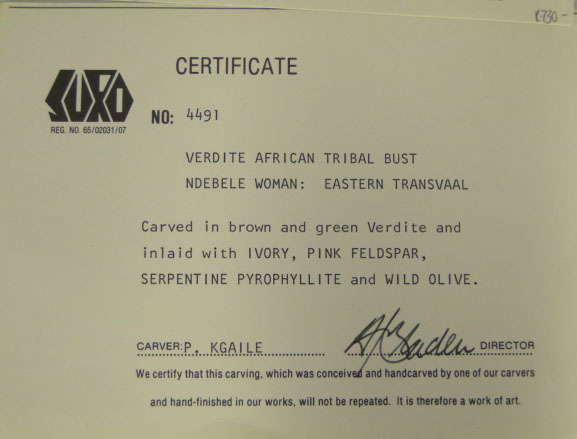 R730-
CERTIFICATE
SURO
REG. NO. 65/02031/07
NO: 4491
VERDITE AFRICAN TRIBAL BUST
NDEBELE WOMAN: EASTERN TRANSVAAL
Carved in brown and green Verdite and
inlaid with IVORY, PINK FELDSPAR,
SERPENTINE PYROPHYLLITE and WILD OLIVE.
CARVER: P. KGAILE DIRECTOR
We certify that this carving, which was conceived and handcarved by one of our carvers
and hand-finished in our works, will not be repeated. It is therefore a work of art.